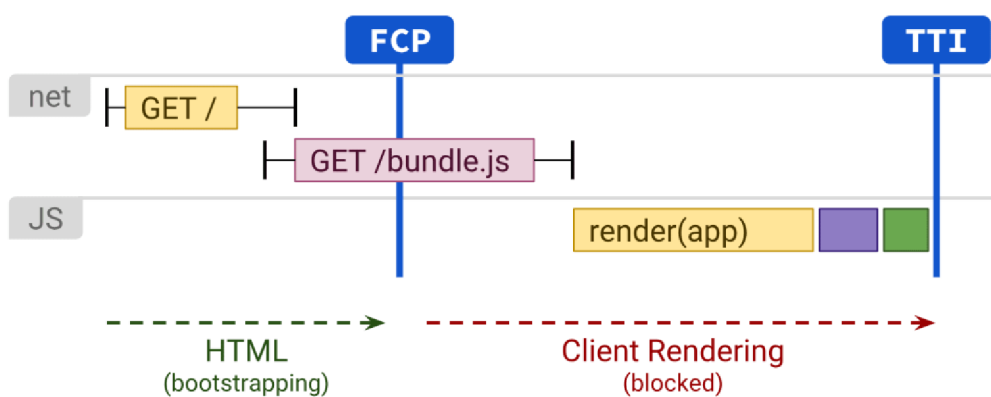 FCP
TTI
net
GET /
GET /bundle.js
JS
render(app)
HTML
(bootstrapping)
Client Rendering
(blocked)